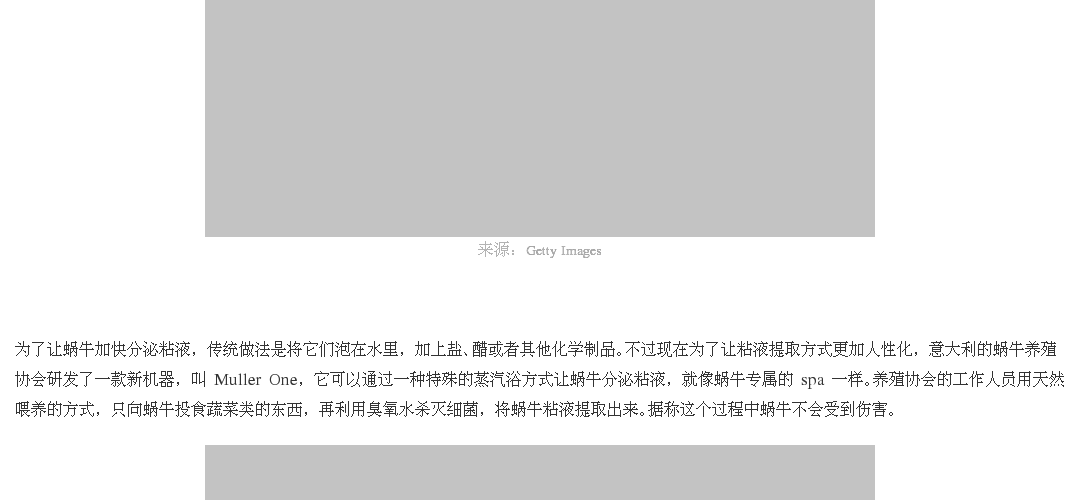 来源：Getty Images
为了让蜗牛加快分泌粘液，传统做法是将它们泡在水里，加上盐、醋或者其他化学制品。不过现在为了让粘液提取方式更加人性化，意大利的蜗牛养殖
协会研发了一款新机器，叫 Muller One，它可以通过一种特殊的蒸汽浴方式让蜗牛分泌粘液，就像蜗牛专属的 spa 一样。养殖协会的工作人员用天然
喂养的方式，只向蜗牛投食蔬菜类的东西，再利用臭氧水杀灭细菌，将蜗牛粘液提取出来。据称这个过程中蜗牛不会受到伤害。